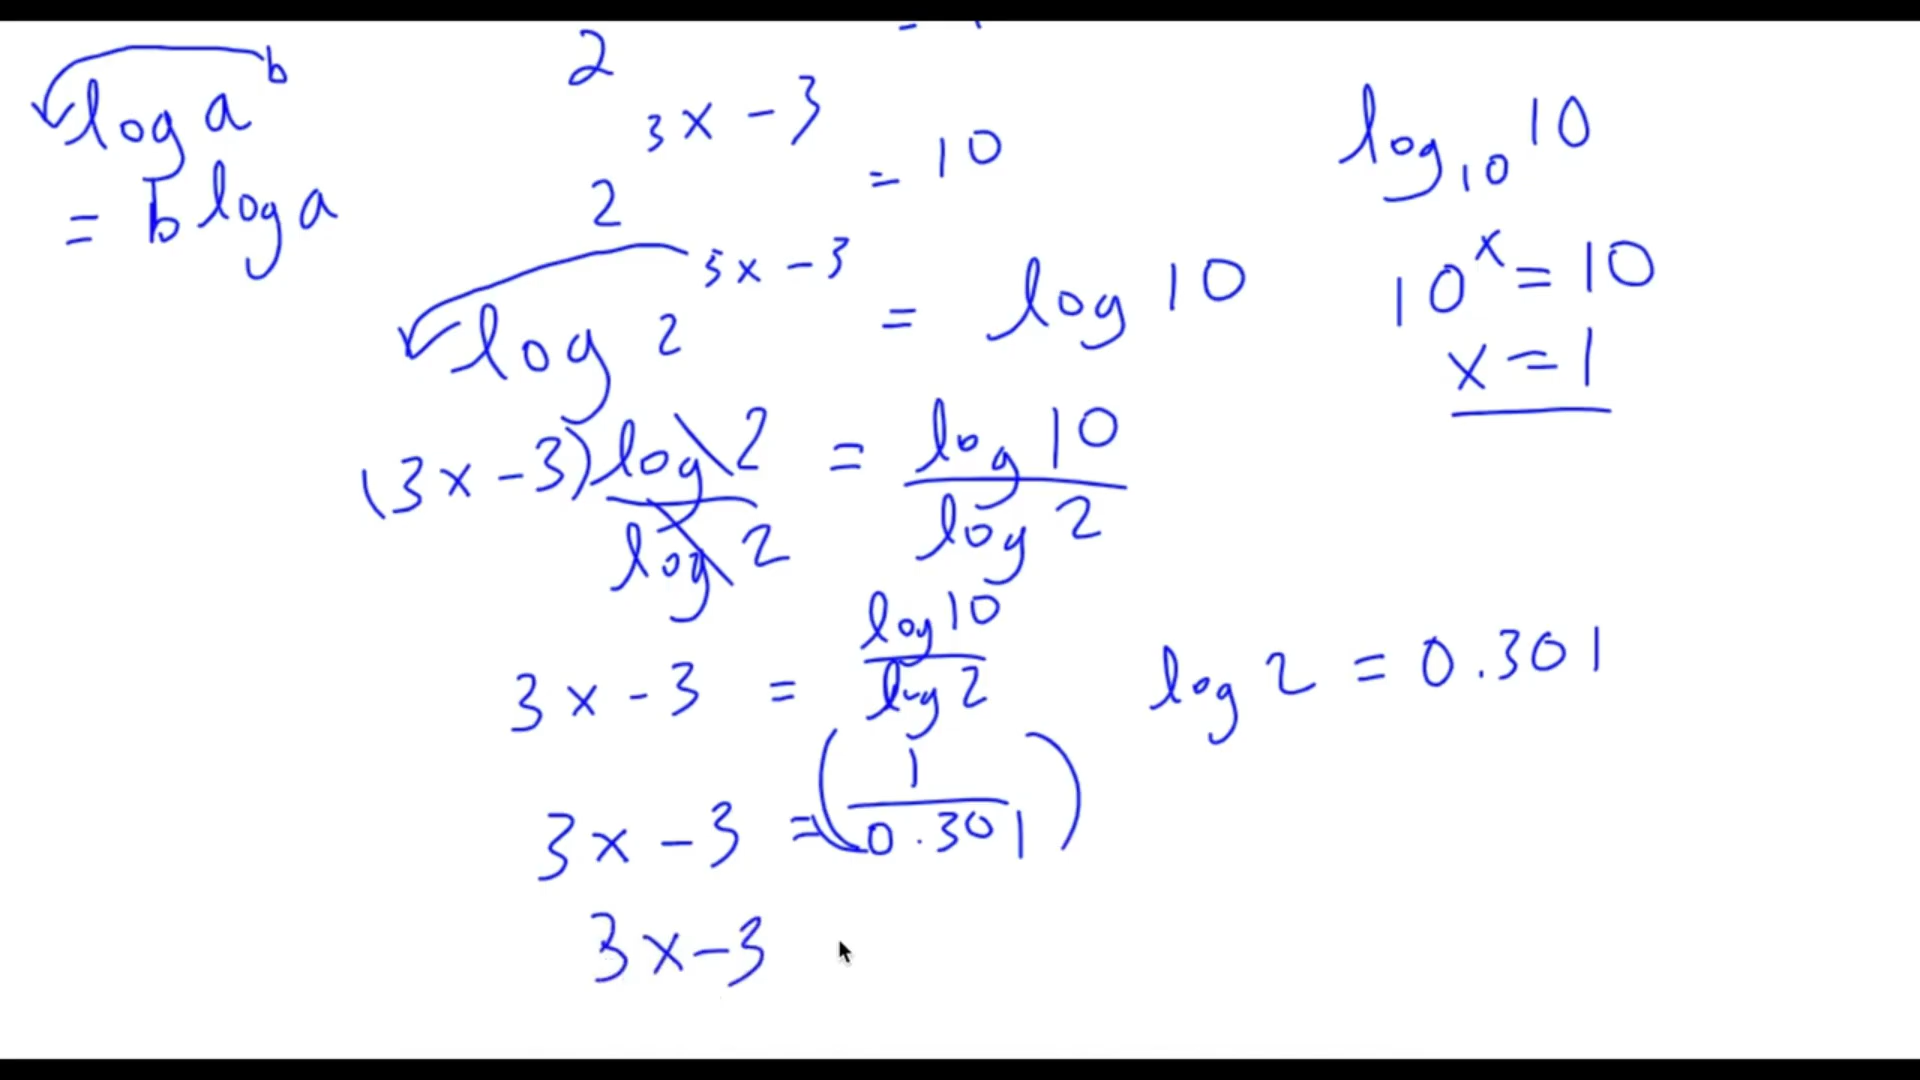 log a^b
= b log a
2
2^(3x - 3) = 10
log 2^(3x - 3) = log 10
(3x - 3) log 2 / log 2 = log 10 / log 2
3x - 3 = log 10 / log 2
3x - 3 = (1 / 0.301)
3x - 3
log₁₀ 10
10^x = 10
x = 1
log 2 = 0.301